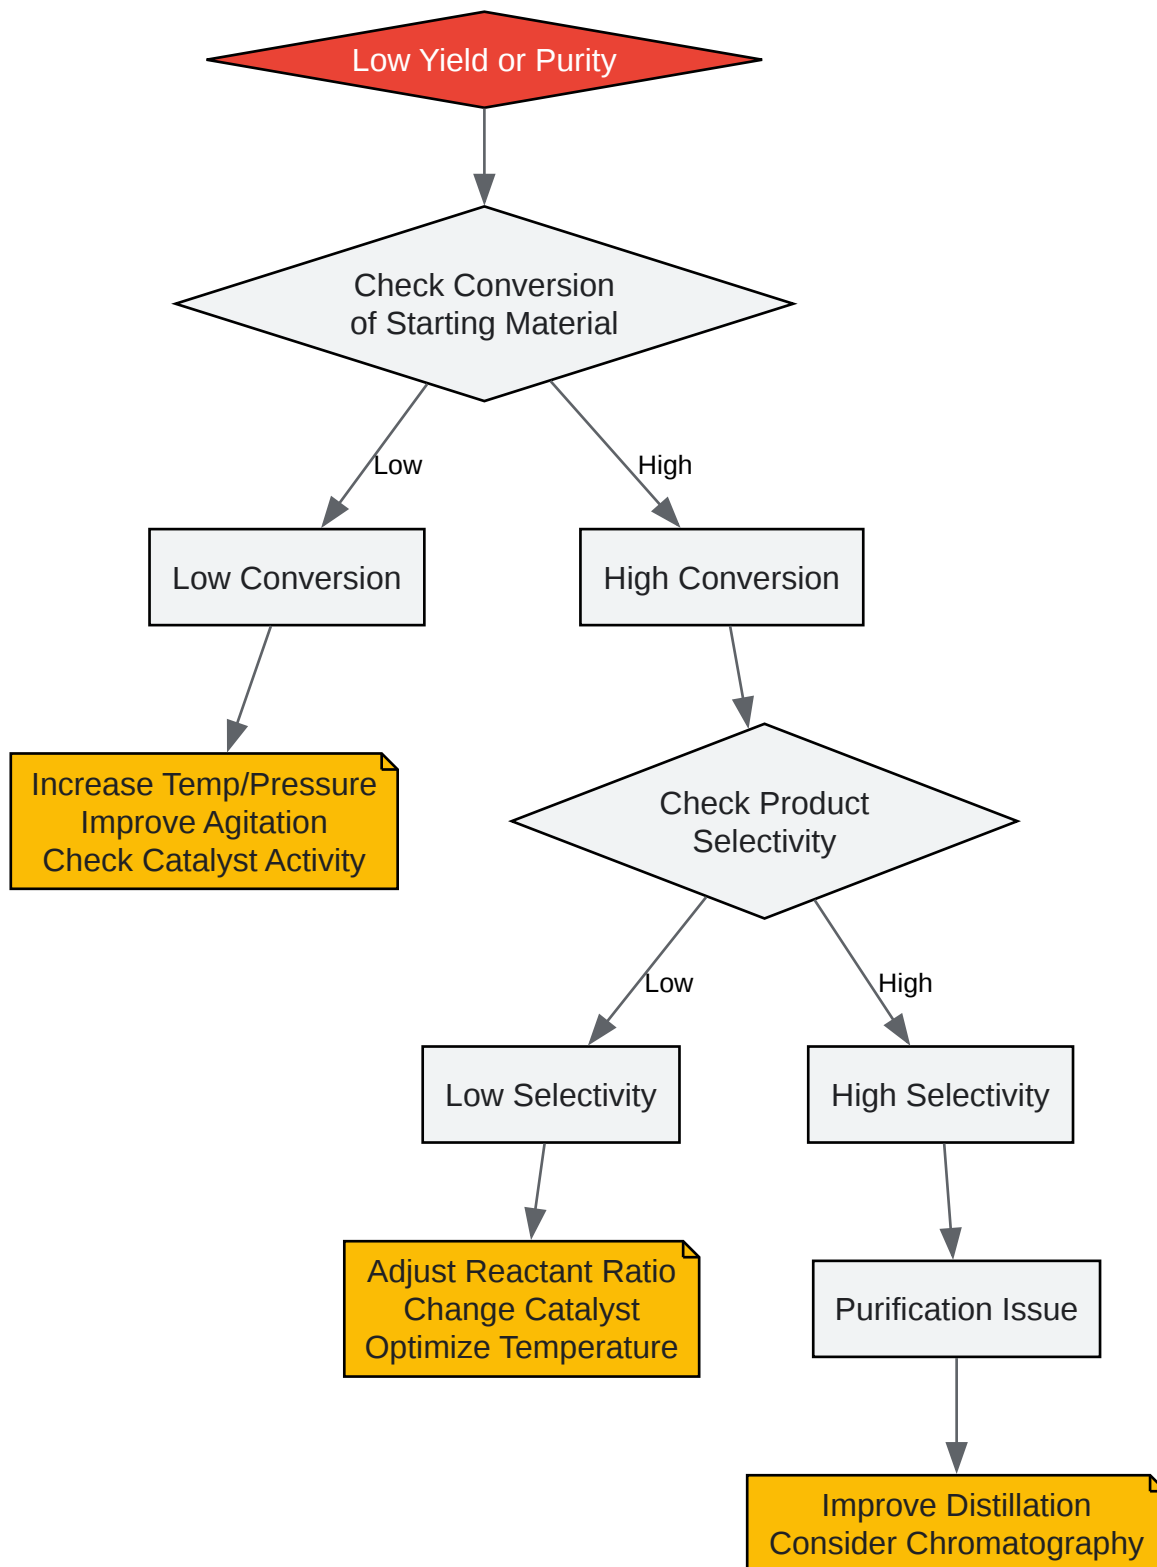 Low Yield or Purity
Check Conversion
of Starting Material
Low
High
Low Conversion
High Conversion
Increase Temp/Pressure
Improve Agitation
Check Catalyst Activity
Check Product
Selectivity
Low
High
Low Selectivity
High Selectivity
Adjust Reactant Ratio
Change Catalyst
Optimize Temperature
Purification Issue
Improve Distillation
Consider Chromatography